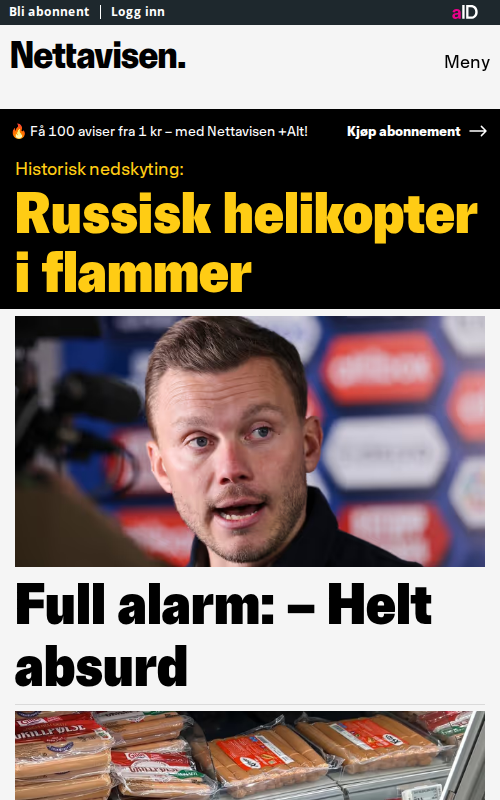 Bli abonnent | Logg inn
aID
Nettavisen.
Meny
🔥 Få 100 aviser fra 1 kr – med Nettavisen +Alt!
Kjøp abonnement →
Historisk nedskyting:
Russisk helikopter
i flammer
Full alarm: – Helt
absurd